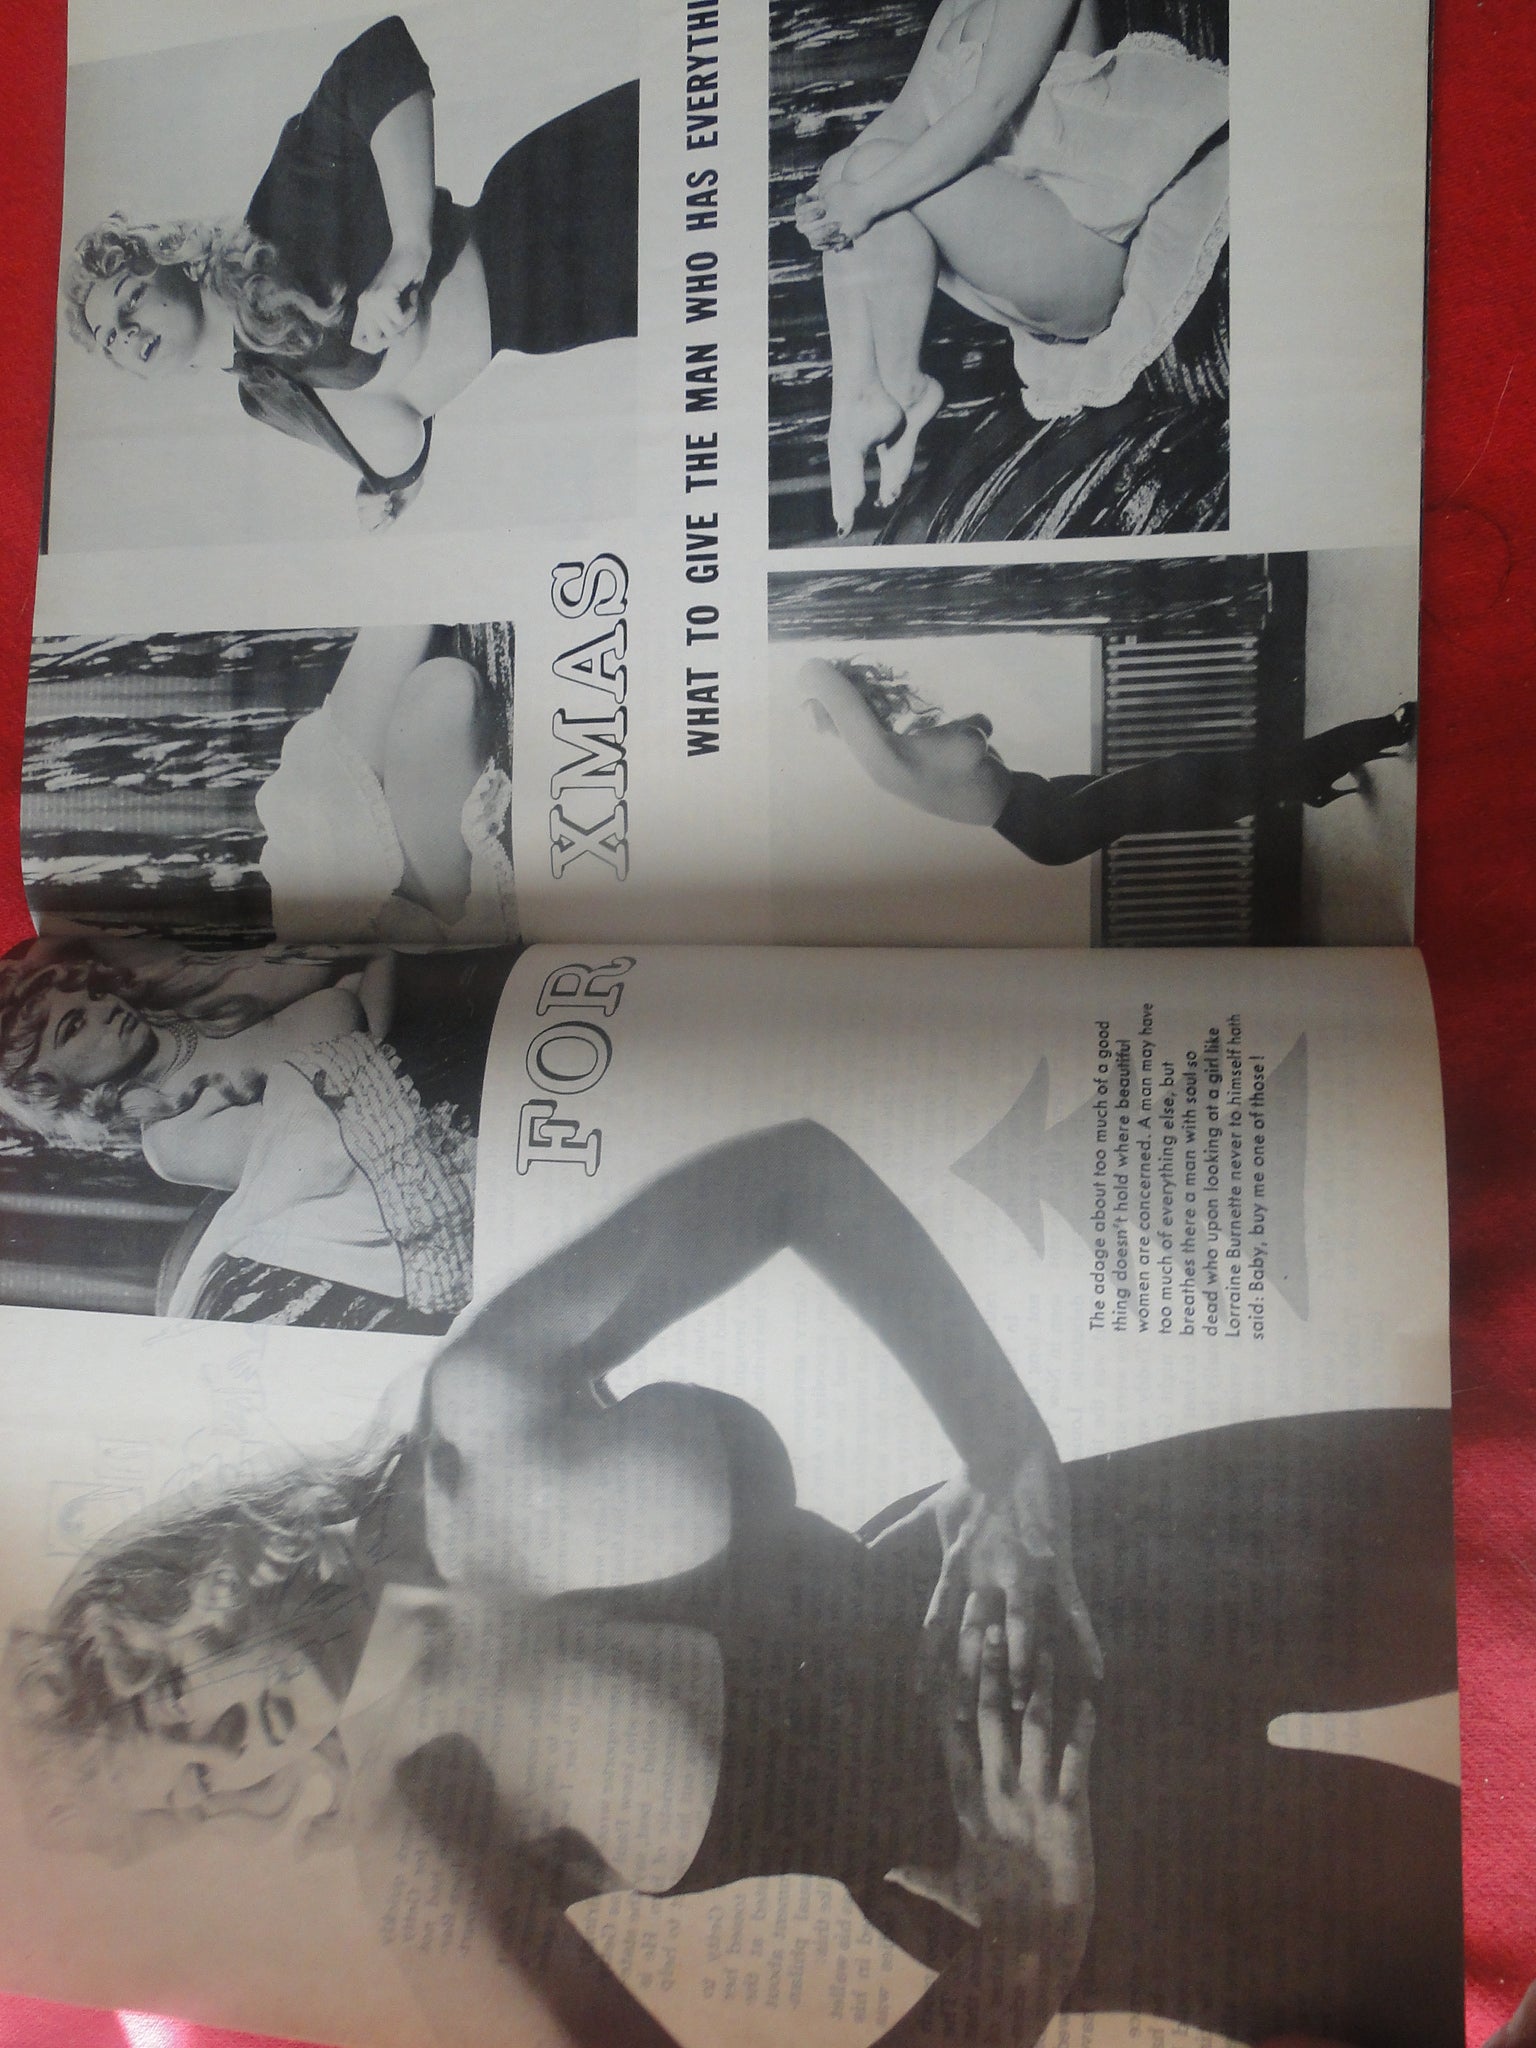 FOR XMAS
WHAT TO GIVE THE MAN WHO HAS
The adage about too much of a good
thing doesn't hold where beautiful
women are concerned. A man may have
too much of everything else, but
breathes there a man with soul so
dead who upon looking at a girl like
Lorraine Burnette never to himself hath
said: Baby, buy me one of those!